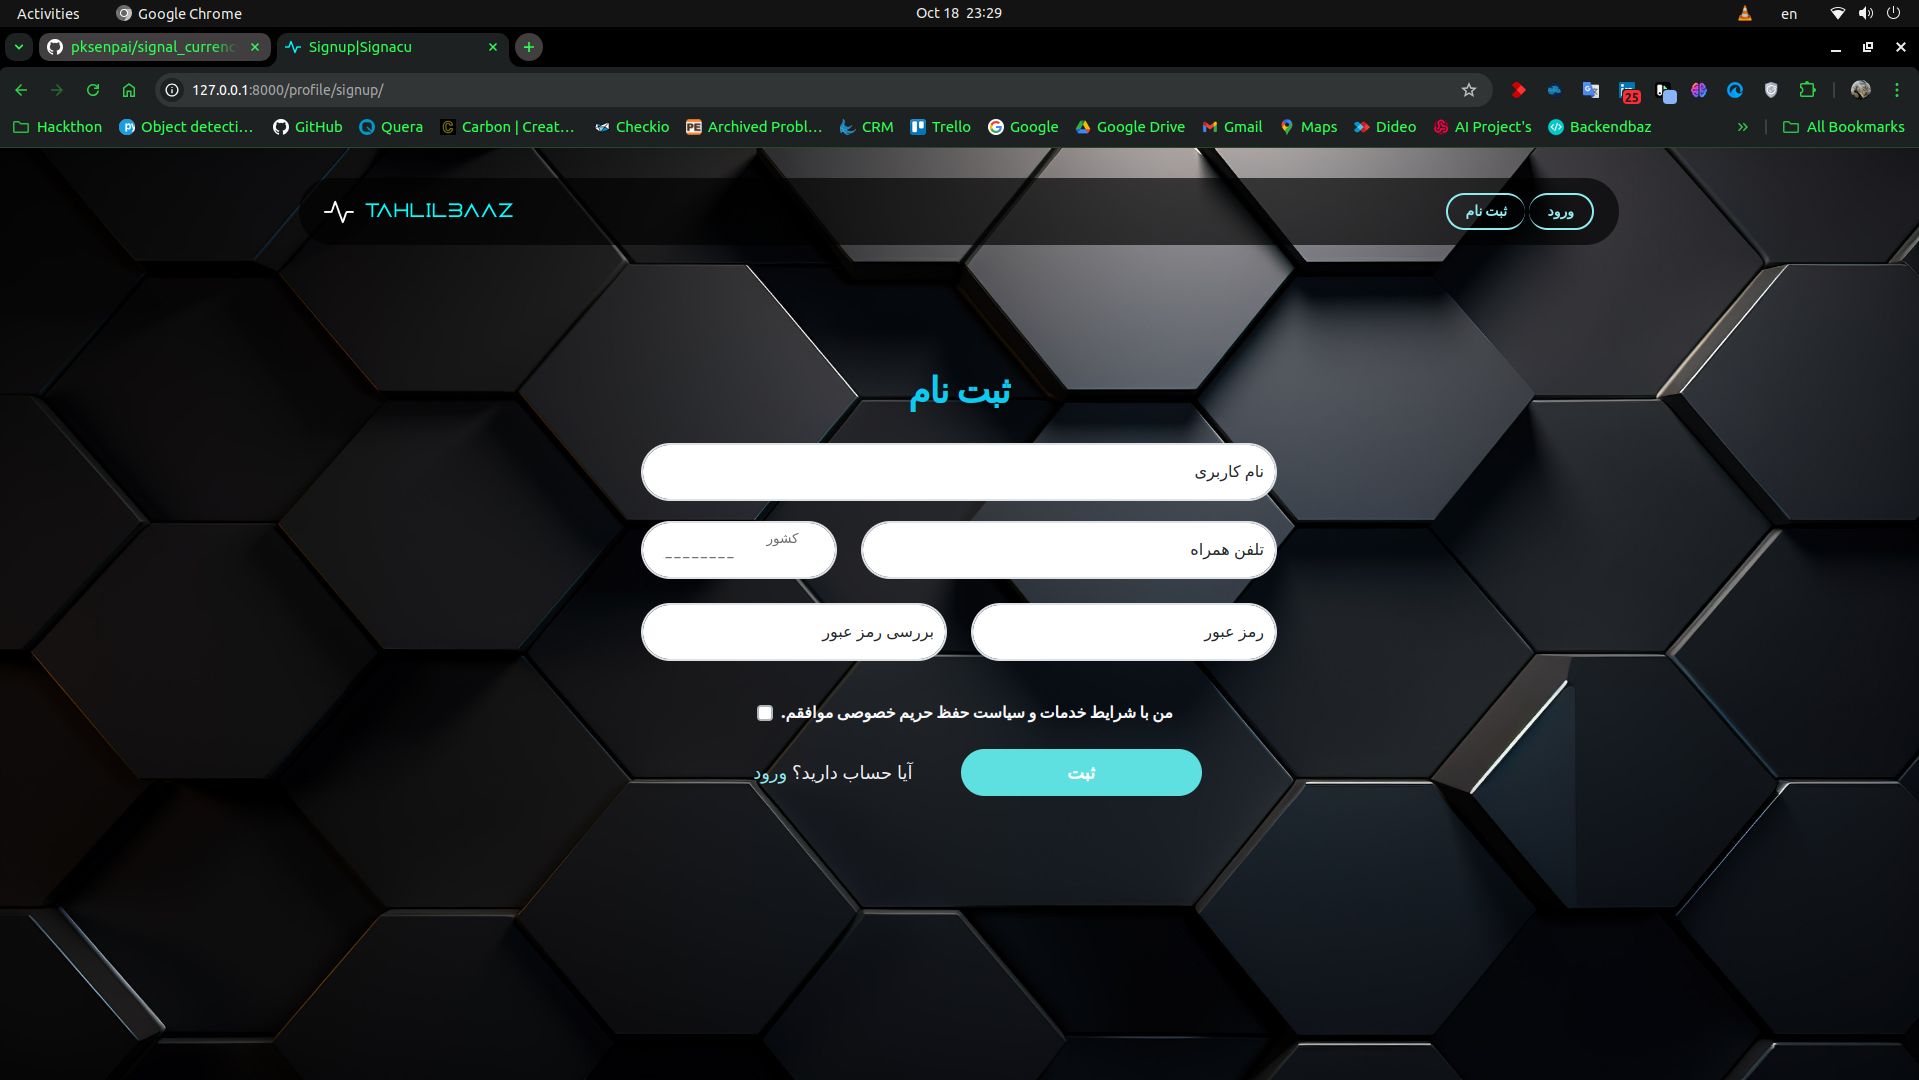 Activities
Google Chrome
Oct 18 23:29
en
pksenpai/signal_currenc
Signup|Signacu
127.0.0.1:8000/profile/signup/
25
Hackthon
Object detecti...
GitHub
Quera
Carbon | Creat...
Checkio
Archived Probl...
CRM
Trello
Google
Google Drive
Gmail
Maps
Dideo
AI Project's
Backendbaz
All Bookmarks
TAHLILBAAZ
ورود
ثبت نام
ثبت نام
نام کاربری
تلفن همراه
کشور
--------
رمز عبور
بررسی رمز عبور
من با شرایط خدمات و سیاست حفظ حریم خصوصی موافقم.
ثبت
آیا حساب دارید؟ ورود